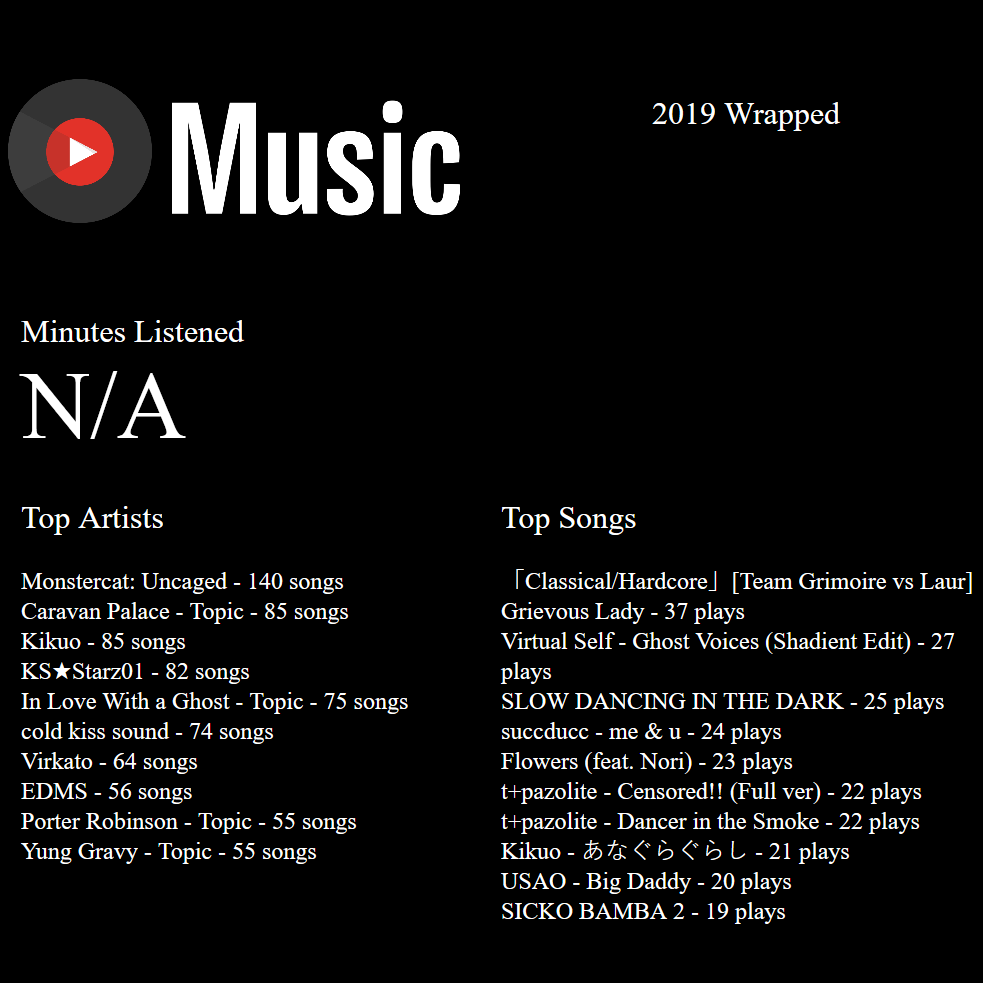 Music
2019 Wrapped
Minutes Listened
N/A
Top Artists
Monstercat: Uncaged - 140 songs
Caravan Palace - Topic - 85 songs
Kikuo - 85 songs
KS★Starz01 - 82 songs
In Love With a Ghost - Topic - 75 songs
cold kiss sound - 74 songs
Virkato - 64 songs
EDMS - 56 songs
Porter Robinson - Topic - 55 songs
Yung Gravy - Topic - 55 songs
Top Songs
「Classical/Hardcore」[Team Grimoire vs Laur]
Grievous Lady - 37 plays
Virtual Self - Ghost Voices (Shadient Edit) - 27
plays
SLOW DANCING IN THE DARK - 25 plays
succducc - me & u - 24 plays
Flowers (feat. Nori) - 23 plays
t+pazolite - Censored!! (Full ver) - 22 plays
t+pazolite - Dancer in the Smoke - 22 plays
Kikuo - あなぐらぐらし - 21 plays
USAO - Big Daddy - 20 plays
SICKO BAMBA 2 - 19 plays